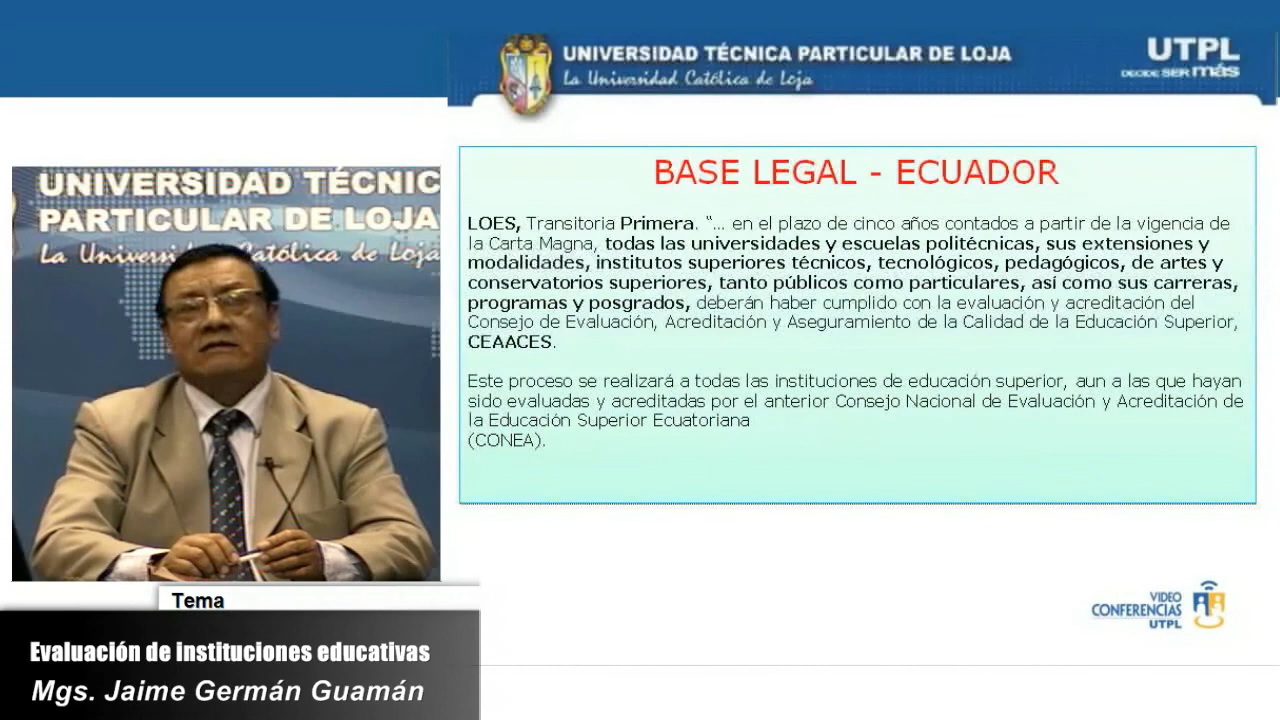 UNIVERSIDAD TÉCNICA PARTICULAR DE LOJA
La Universidad Católica de Loja
UTPL
DECIDE SER más
UNIVERSIDAD TÉCNIC
PARTICULAR DE LOJA
La Universidad Católica de Loja
BASE LEGAL - ECUADOR
LOES, Transitoria Primera. “... en el plazo de cinco años contados a partir de la vigencia de
la Carta Magna, todas las universidades y escuelas politécnicas, sus extensiones y
modalidades, institutos superiores técnicos, tecnológicos, pedagógicos, de artes y
conservatorios superiores, tanto públicos como particulares, así como sus carreras,
programas y posgrados, deberán haber cumplido con la evaluación y acreditación del
Consejo de Evaluación, Acreditación y Aseguramiento de la Calidad de la Educación Superior,
CEAACES.
Este proceso se realizará a todas las instituciones de educación superior, aun a las que hayan
sido evaluadas y acreditadas por el anterior Consejo Nacional de Evaluación y Acreditación de
la Educación Superior Ecuatoriana
(CONEA).
VIDEO
CONFERENCIAS
UTPL
Tema
Evaluación de instituciones educativas
Mgs. Jaime Germán Guamán